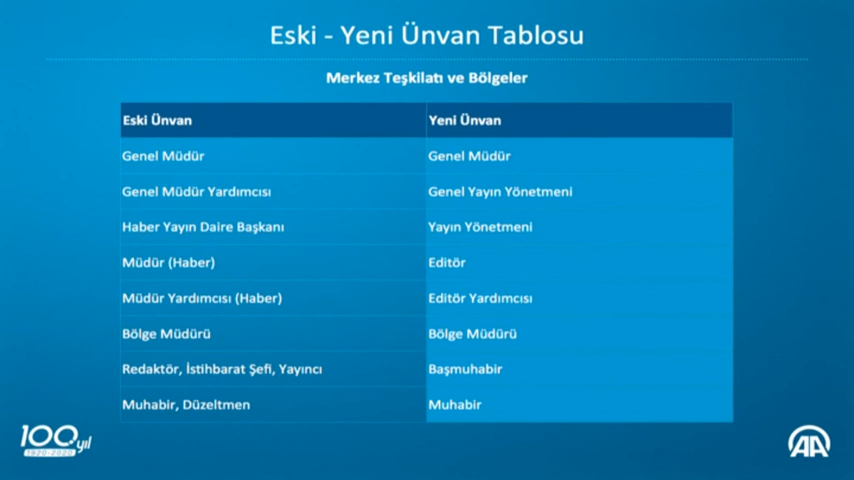 Eski - Yeni Ünvan Tablosu
Merkez Teşkilatı ve Bölgeler
Eski Ünvan Yeni Ünvan
Genel Müdür Genel Müdür
Genel Müdür Yardımcısı Genel Yayın Yönetmeni
Haber Yayın Daire Başkanı Yayın Yönetmeni
Müdür (Haber) Editör
Müdür Yardımcısı (Haber) Editör Yardımcısı
Bölge Müdürü Bölge Müdürü
Redaktör, İstihbarat Şefi, Yayıncı Başmuhabir
Muhabir, Düzeltmen Muhabir
100.yıl
1920-2020
AA